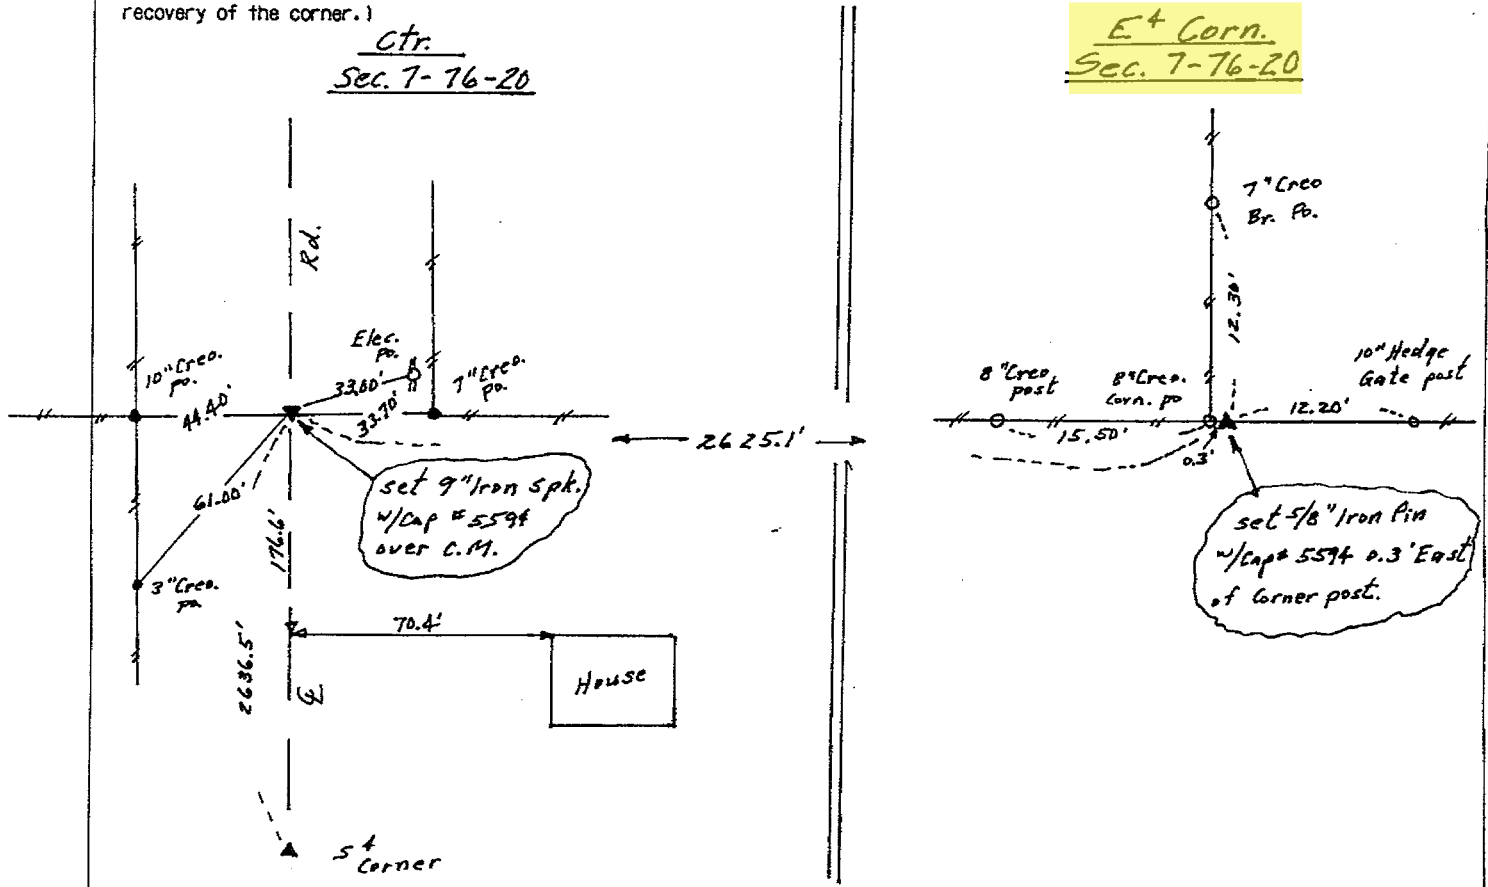 recovery of the corner.)
Ctr.
Sec. 7-76-20
Rd.
10" Creo.
po.
44.40'
Elec.
po.
33.00'
33.70'
7" Creo.
po.
61.00'
3" Creo.
po.
set 9" Iron spk.
w/Cap # 5594
over C.M.
176.6'
2636.5'
℄
70.4'
House
S 4
Corner
2625.1'
E 4 Corn.
Sec. 7-76-20
7" Creo
Br. Po.
12.30'
8" Creo
post
8" Creo.
Corn. po
10" Hedge
Gate post
15.50'
0.3'
12.20'
set 5/8" Iron Pin
w/Cap# 5594 0.3' East
of Corner post.